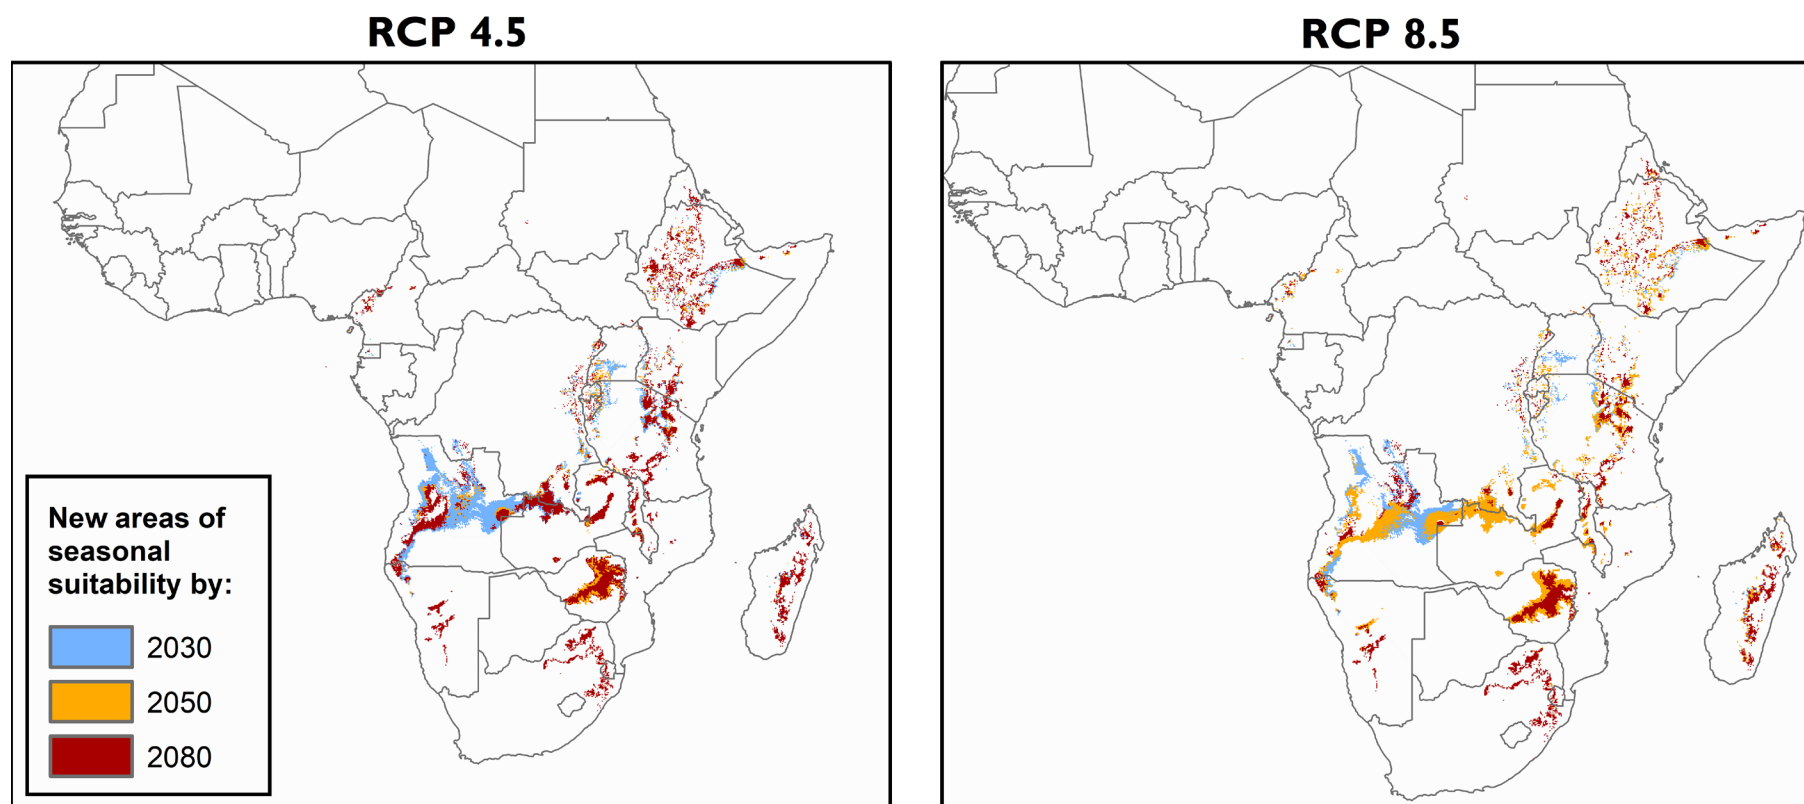 RCP 4.5
RCP 8.5
New areas of
seasonal
suitability by:
2030
2050
2080